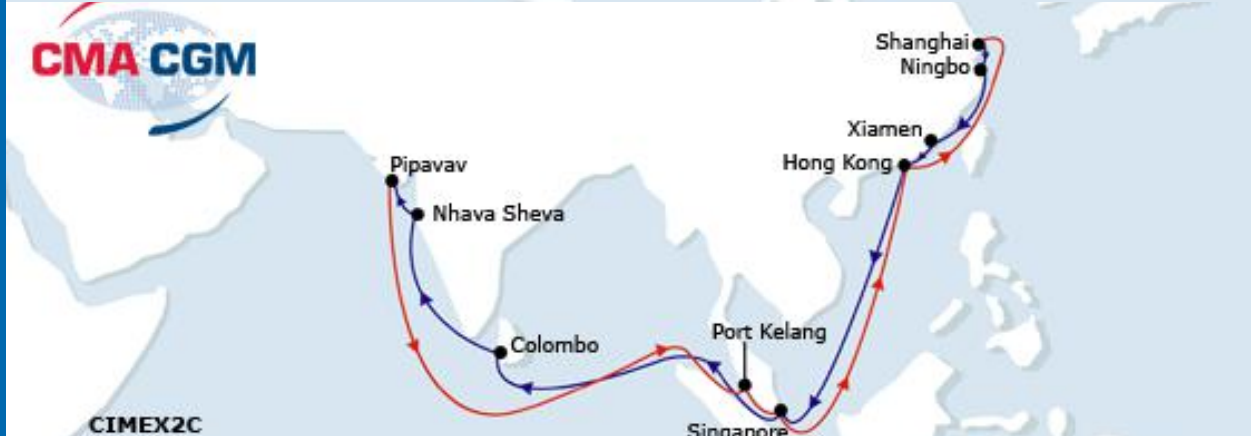 CMA CGM
Shanghai
Ningbo
Xiamen
Hong Kong
Pipavav
Nhava Sheva
Port Kelang
Colombo
CIMEX2C
Singapore